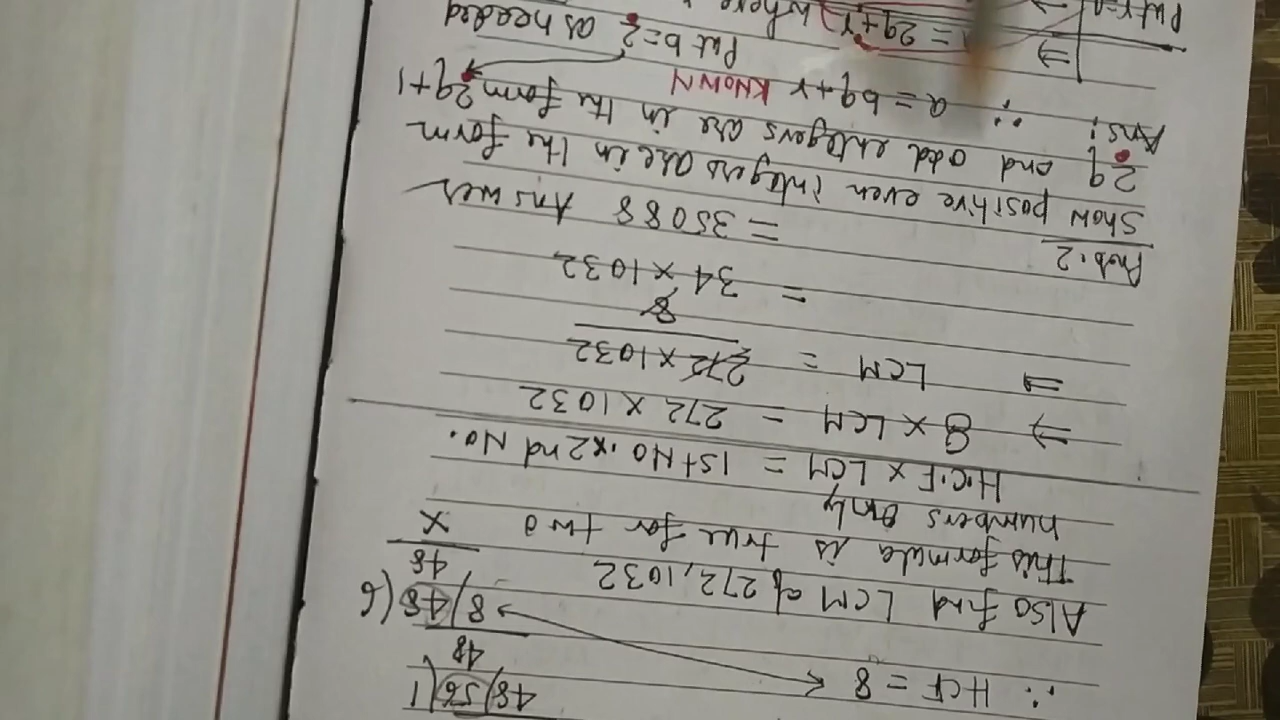 48)56(1
48
∴ HCF = 8
8)48(6
48
x
Also find LCM of 272, 1032
This formula is true for two
numbers only
H.C.F x LCM = 1st No. x 2nd No.
⇒ 8 x LCM = 272 x 1032
⇒ LCM = 272 x 1032
8
= 34 x 1032
= 35088 Answer
Prob. 2
Show positive even integers are in the form
2q and odd entegers are in the form 2q+1
Ans: ∵ a = bq + r KNOWN
Put b = 2 as needed
⇒ = 2q + r where
Put r =